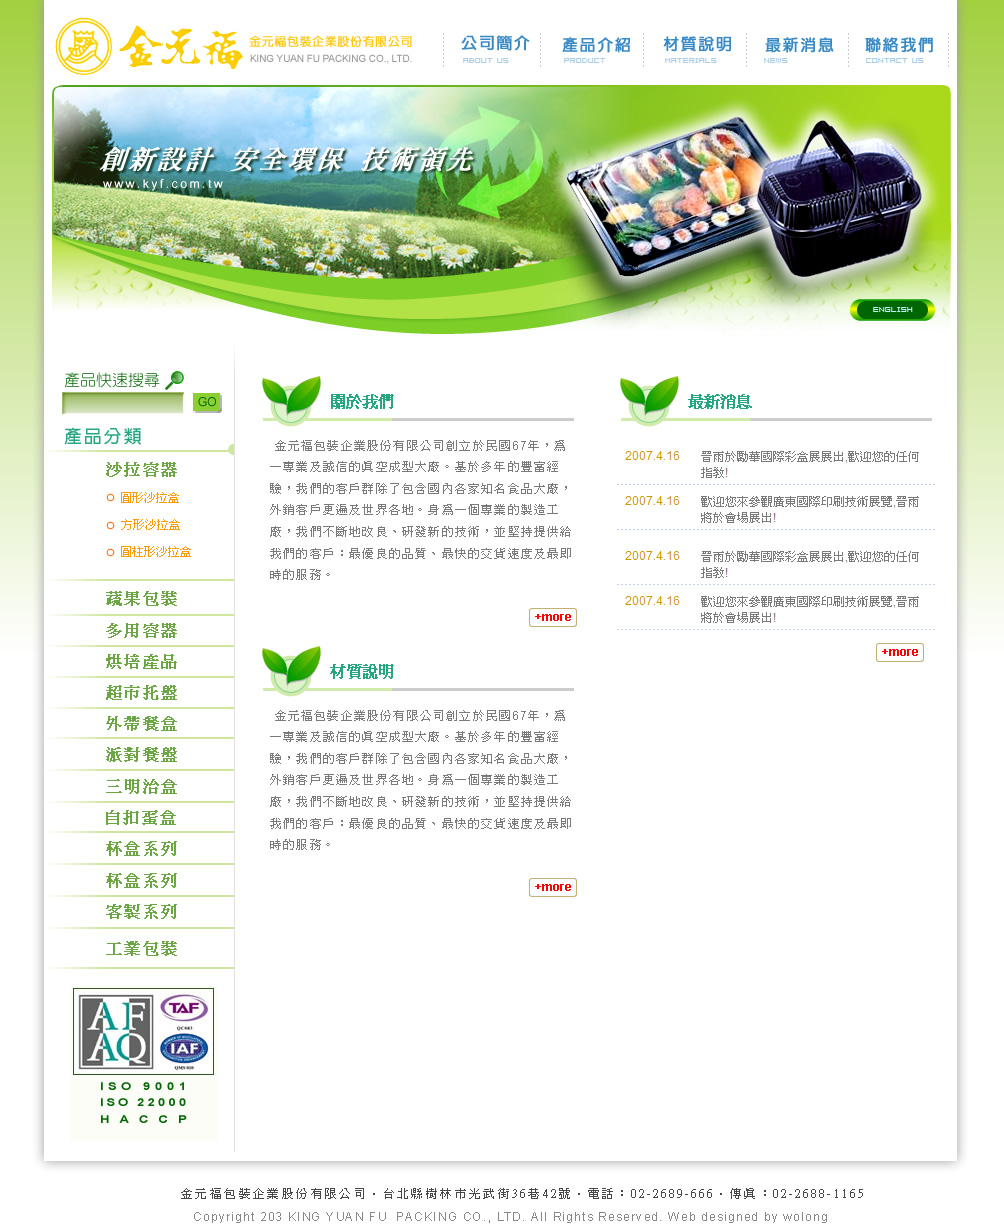 金元福 金元福包裝企業股份有限公司
KING YUAN FU PACKING CO., LTD.
公司簡介 產品介紹 材質說明 最新消息 聯絡我們
ABOUT US PRODUCT MATERIALS NEWS CONTACT US
創新設計 安全環保 技術領先
www.kyf.com.tw
ENGLISH
產品快速搜尋
GO
產品分類
沙拉容器
圓形沙拉盒
方形沙拉盒
圓柱形沙拉盒
蔬果包裝
多用容器
烘培產品
超市托盤
外帶餐盒
派對餐盤
三明治盒
自扣蛋盒
杯盒系列
杯盒系列
客製系列
工業包裝
AFAQ
TAF
QC 663
IAF
QMS 010
ISO 9001
ISO 22000
HACCP
關於我們
金元福包裝企業股份有限公司創立於民國67年，為
一專業及誠信的真空成型大廠。基於多年的豐富經
驗，我們的客戶群除了包含國內各家知名食品大廠，
外銷客戶更遍及世界各地。身為一個專業的製造工
廠，我們不斷地改良、研發新的技術，並堅持提供給
我們的客戶：最優良的品質、最快的交貨速度及最即
時的服務。
+more
材質說明
金元福包裝企業股份有限公司創立於民國67年，為
一專業及誠信的真空成型大廠。基於多年的豐富經
驗，我們的客戶群除了包含國內各家知名食品大廠，
外銷客戶更遍及世界各地。身為一個專業的製造工
廠，我們不斷地改良、研發新的技術，並堅持提供給
我們的客戶：最優良的品質、最快的交貨速度及最即
時的服務。
+more
最新消息
2007.4.16 晉雨於勵華國際彩盒展展出,歡迎您的任何
指教!
2007.4.16 歡迎您來參觀廣東國際印刷技術展覽,晉雨
將於會場展出!
2007.4.16 晉雨於勵華國際彩盒展展出,歡迎您的任何
指教!
2007.4.16 歡迎您來參觀廣東國際印刷技術展覽,晉雨
將於會場展出!
+more
金元福包裝企業股份有限公司‧台北縣樹林市光武街36巷42號‧電話：02-2689-666‧傳真：02-2688-1165
Copyright 203 KING YUAN FU PACKING CO., LTD. All Rights Reserved. Web designed by wolong